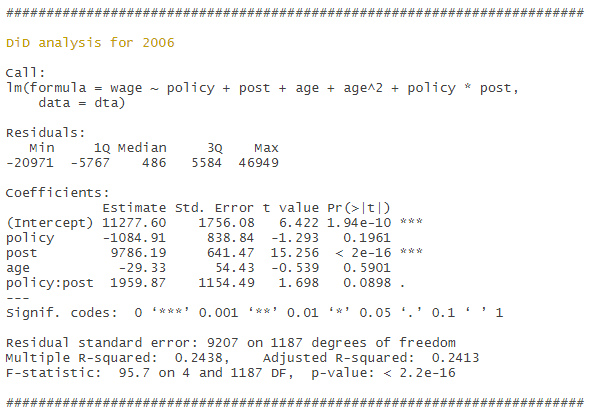 ################################################################################
DiD analysis for 2006
Call:
lm(formula = wage ~ policy + post + age + age^2 + policy * post,
    data = dta)
Residuals:
   Min     1Q Median     3Q    Max
-20971  -5767    486   5584  46949
Coefficients:
            Estimate Std. Error t value Pr(>|t|)
(Intercept) 11277.60    1756.08   6.422 1.94e-10 ***
policy      -1084.91     838.84  -1.293   0.1961
post         9786.19     641.47  15.256  < 2e-16 ***
age           -29.33      54.43  -0.539   0.5901
policy:post  1959.87    1154.49   1.698   0.0898 .
---
Signif. codes:  0 ‘***’ 0.001 ‘**’ 0.01 ‘*’ 0.05 ‘.’ 0.1 ‘ ’ 1
Residual standard error: 9207 on 1187 degrees of freedom
Multiple R-squared:  0.2438,    Adjusted R-squared:  0.2413
F-statistic:  95.7 on 4 and 1187 DF,  p-value: < 2.2e-16
################################################################################